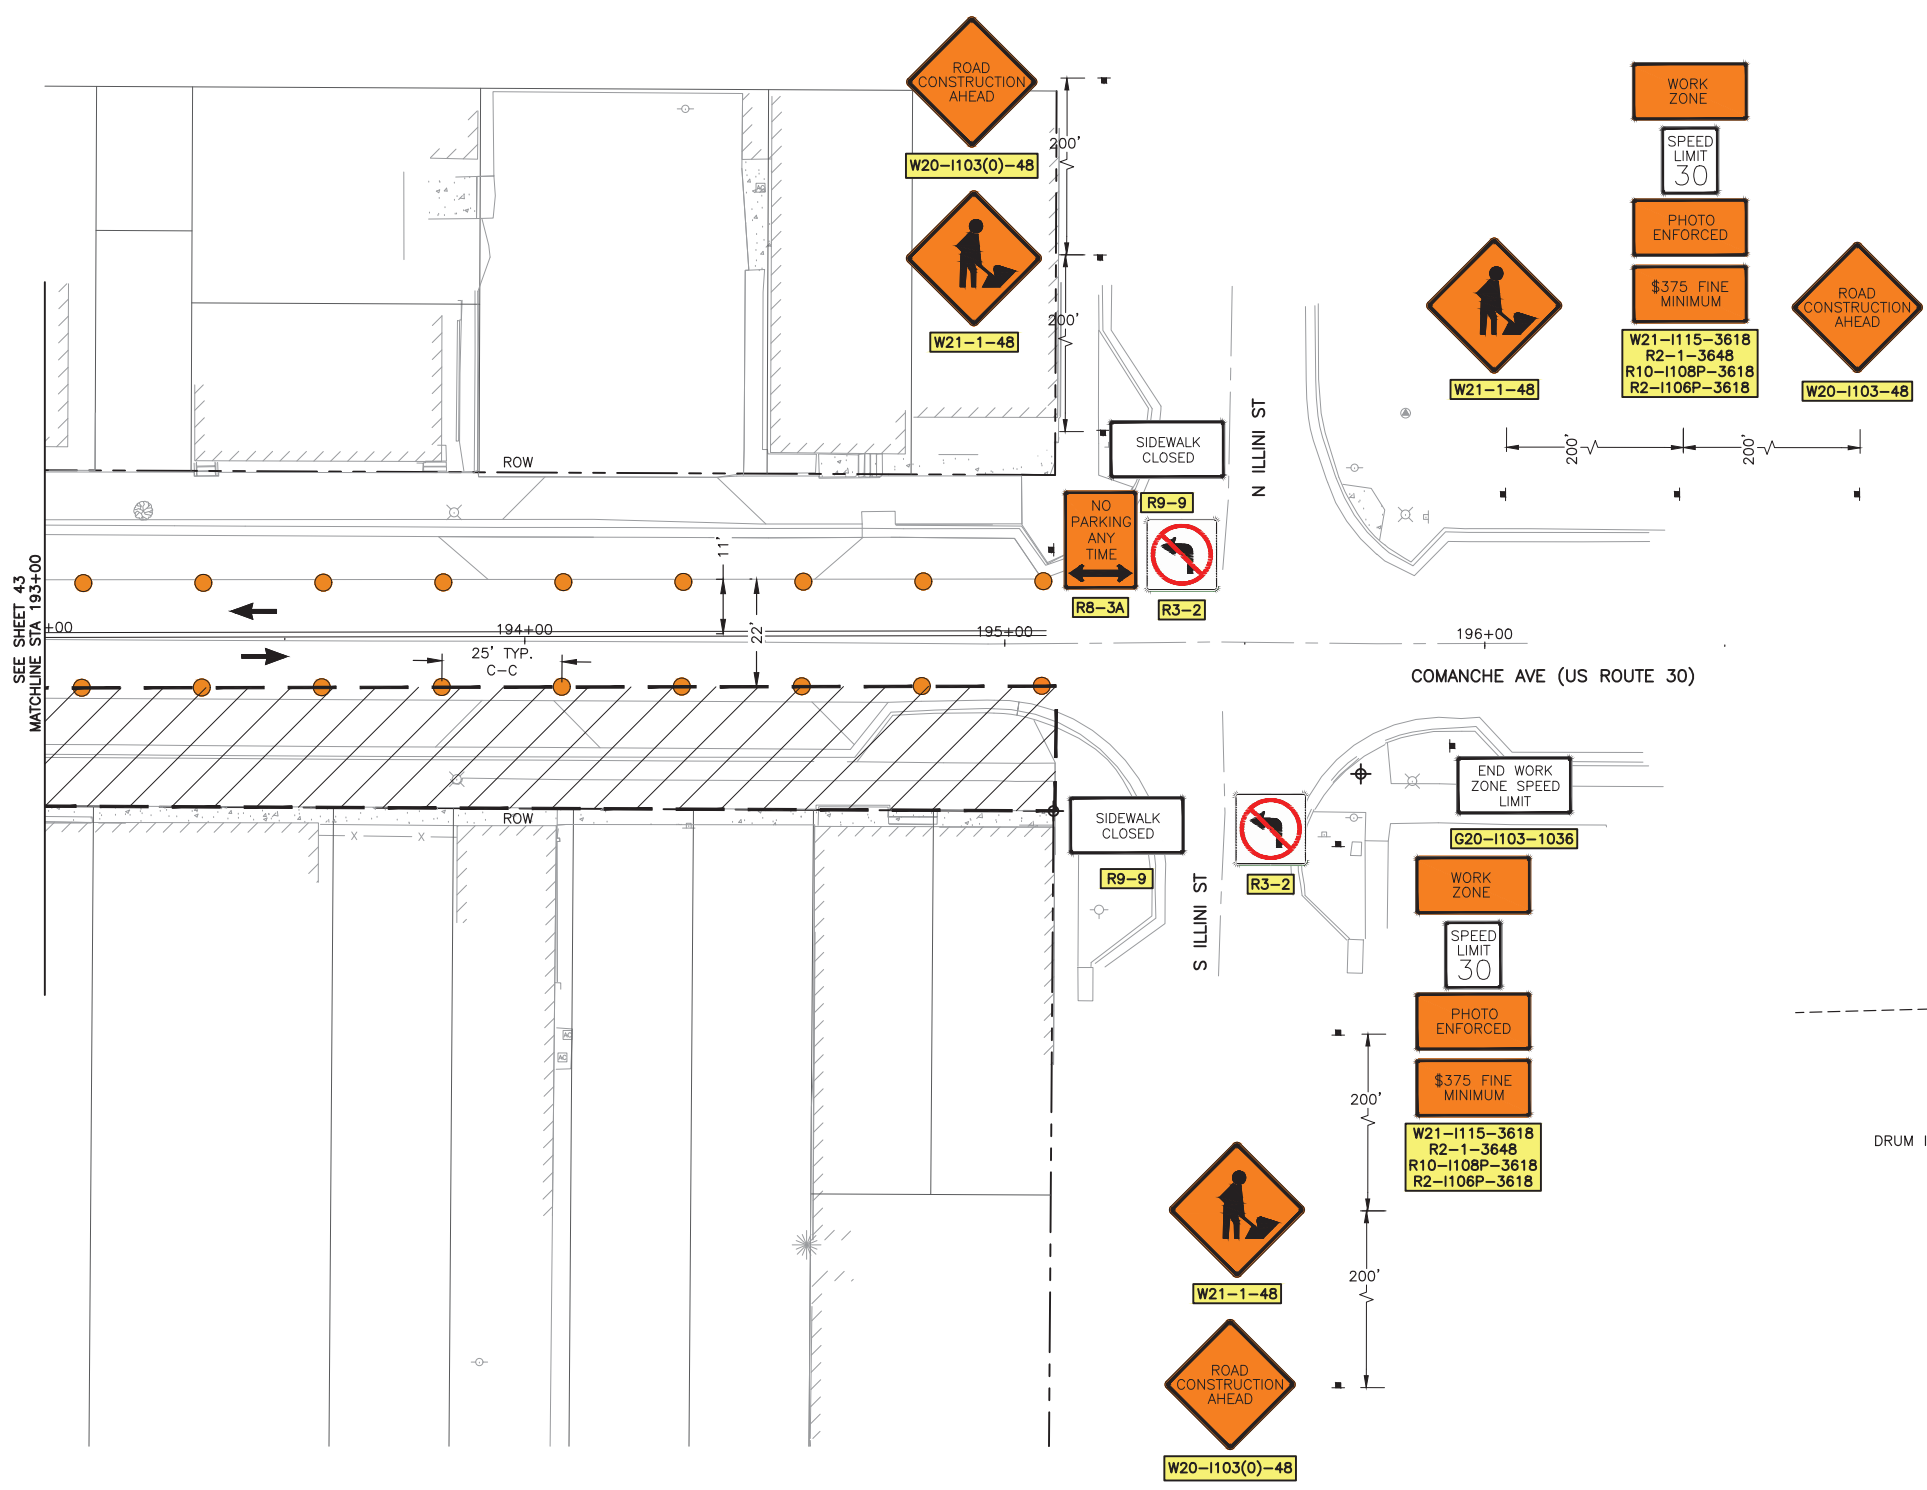 ROAD
CONSTRUCTION
AHEAD
W20-I103(O)-48
200'
W21-1-48
200'
WORK
ZONE
SPEED
LIMIT
30
PHOTO
ENFORCED
$375 FINE
MINIMUM
W21-I115-3618
R2-1-3648
R10-I108P-3618
R2-I106P-3618
W21-1-48
ROAD
CONSTRUCTION
AHEAD
W20-I103-48
200'
200'
N ILLINI ST
SIDEWALK
CLOSED
R9-9
NO
PARKING
ANY
TIME
R8-3A
R3-2
ROW
SEE SHEET 43
MATCHLINE STA 193+00
+00
194+00
195+00
196+00
11'
22'
25' TYP.
C-C
COMANCHE AVE (US ROUTE 30)
ROW
X
X
AC
AC
AC
SIDEWALK
CLOSED
R9-9
R3-2
S ILLINI ST
END WORK
ZONE SPEED
LIMIT
G20-I103-1036
WORK
ZONE
SPEED
LIMIT
30
PHOTO
ENFORCED
$375 FINE
MINIMUM
W21-I115-3618
R2-1-3648
R10-I108P-3618
R2-I106P-3618
200'
200'
W21-1-48
ROAD
CONSTRUCTION
AHEAD
W20-I103(O)-48
DRUM